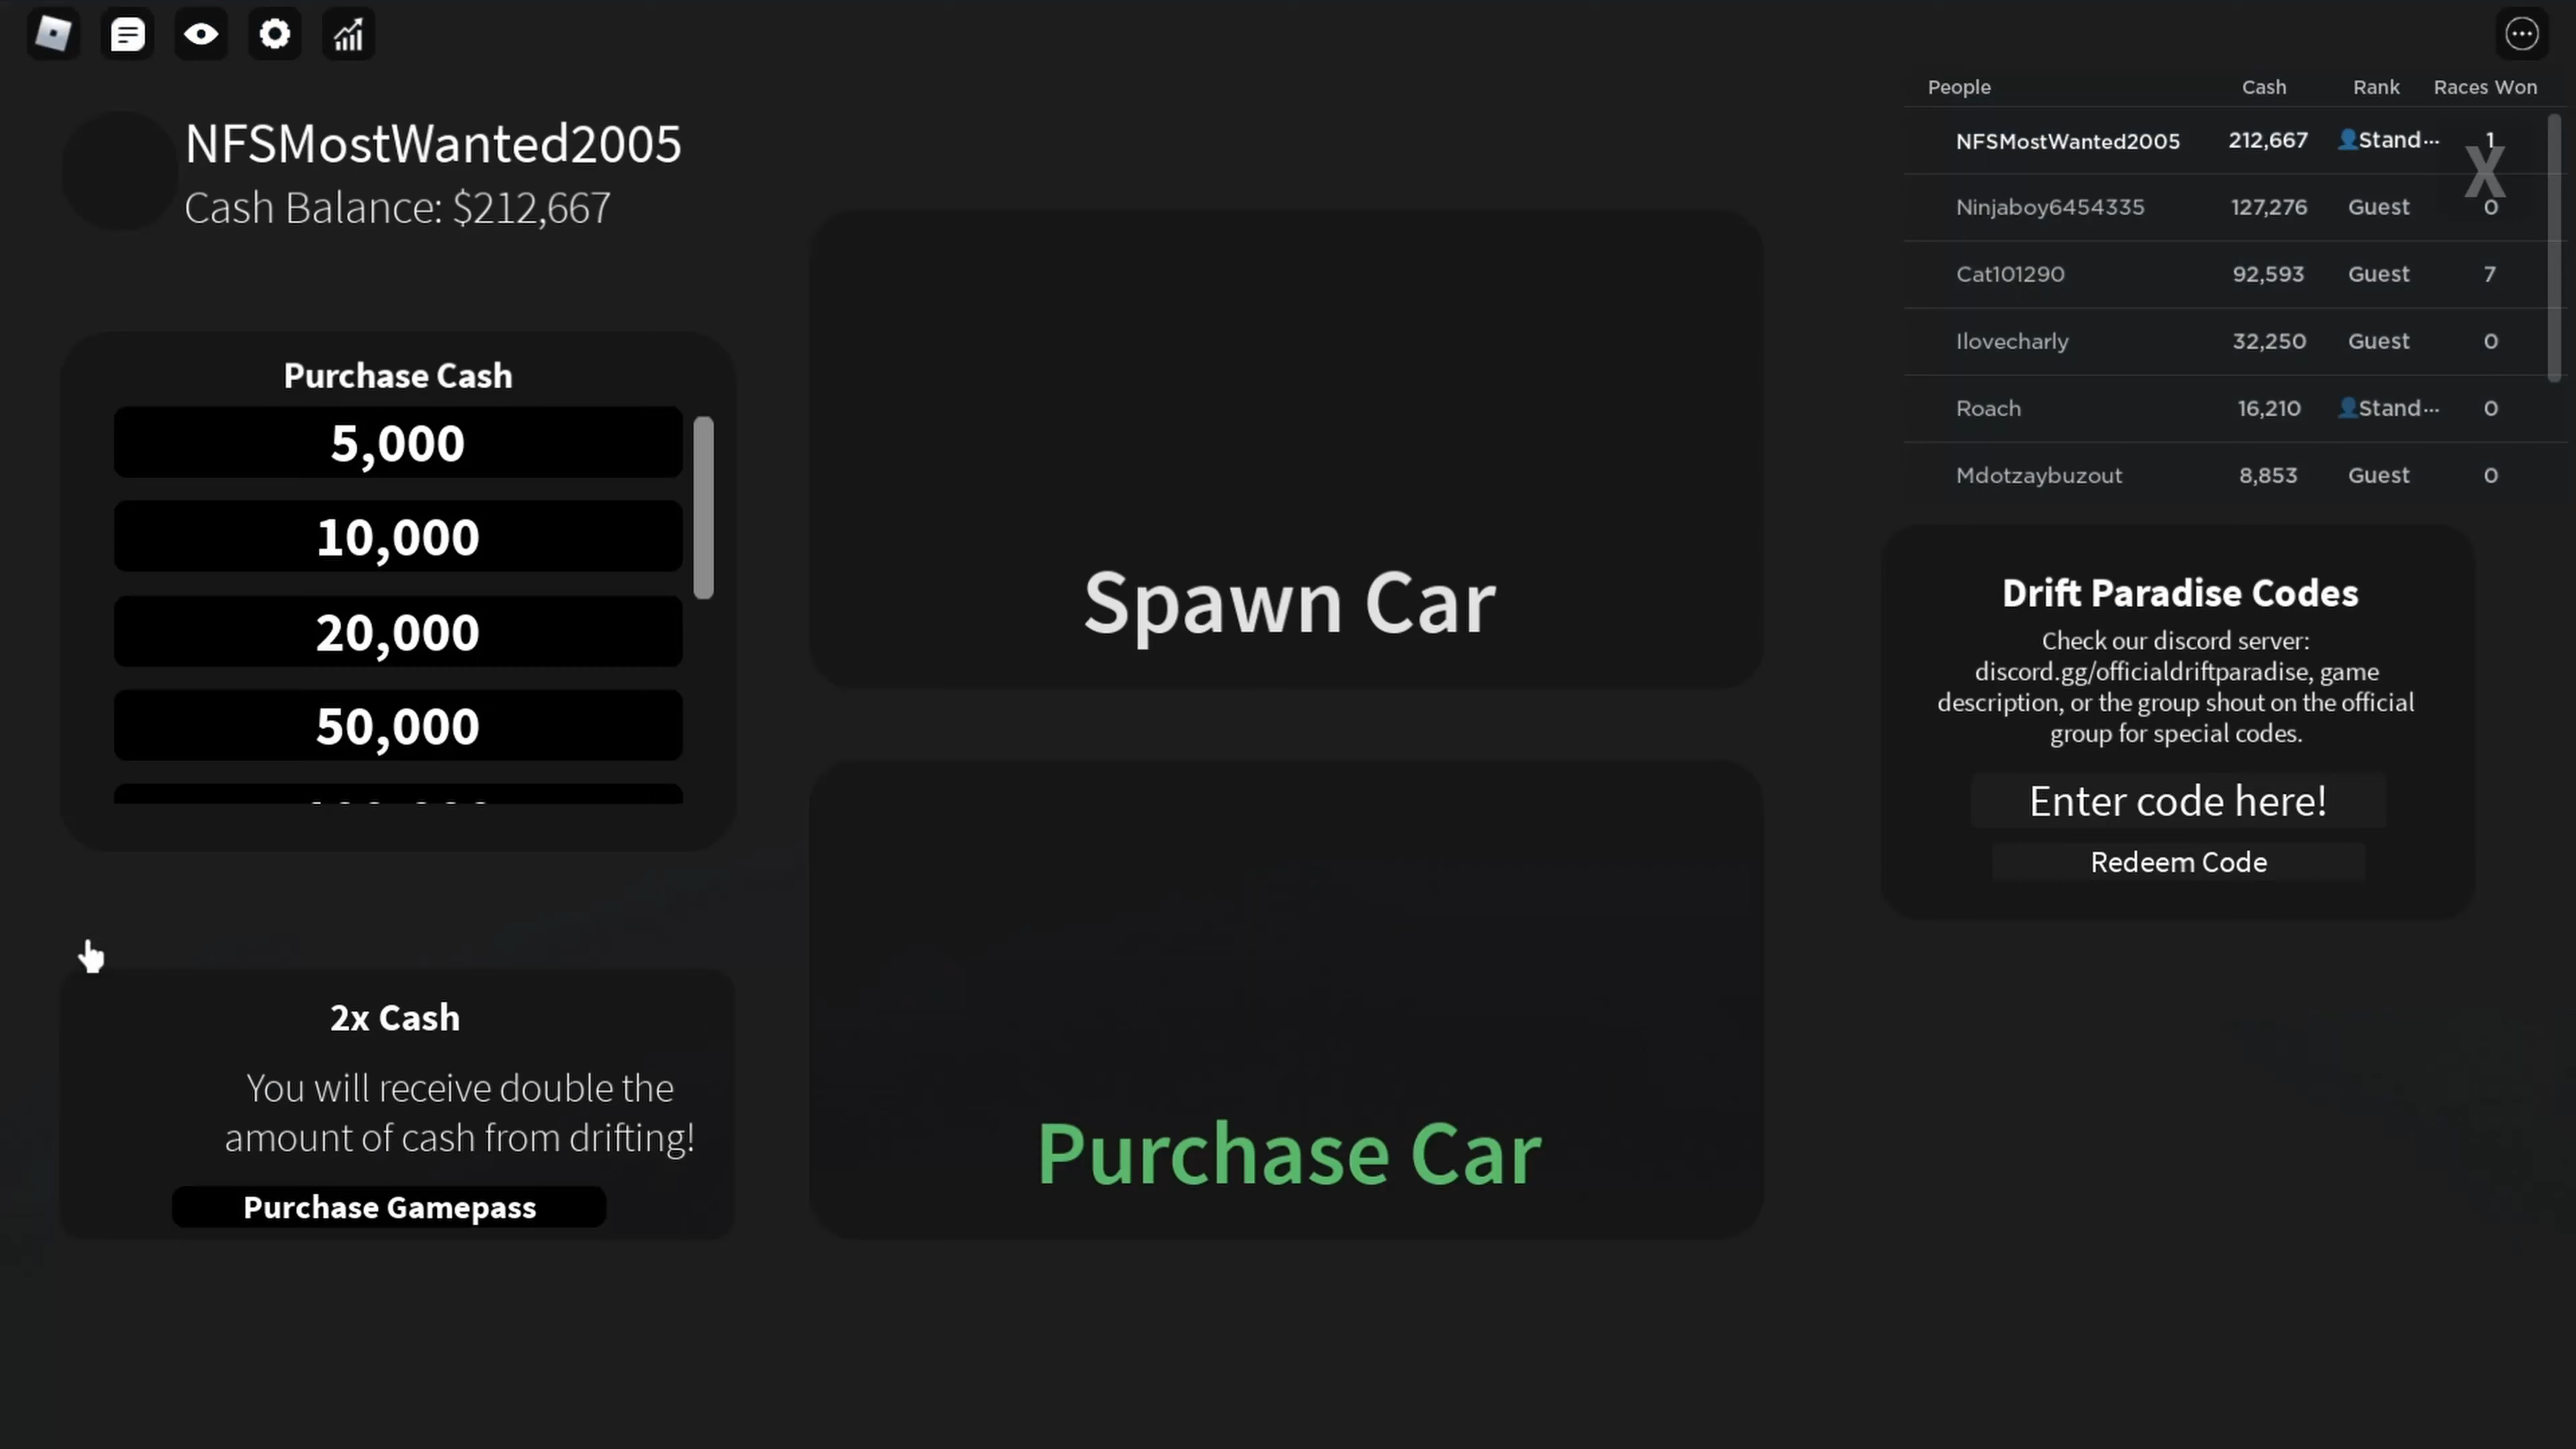 NFSMostWanted2005
Cash Balance: $212,667
Purchase Cash
5,000
10,000
20,000
50,000
2x Cash
You will receive double the
amount of cash from drifting!
Purchase Gamepass
Spawn Car
Purchase Car
People Cash Rank Races Won
NFSMostWanted2005 212,667 👤Stand... 1
X
Ninjaboy6454335 127,276 Guest 0
Cat101290 92,593 Guest 7
Ilovecharly 32,250 Guest 0
Roach 16,210 👤Stand... 0
Mdotzaybuzout 8,853 Guest 0
Drift Paradise Codes
Check our discord server:
discord.gg/officialdriftparadise, game
description, or the group shout on the official
group for special codes.
Enter code here!
Redeem Code